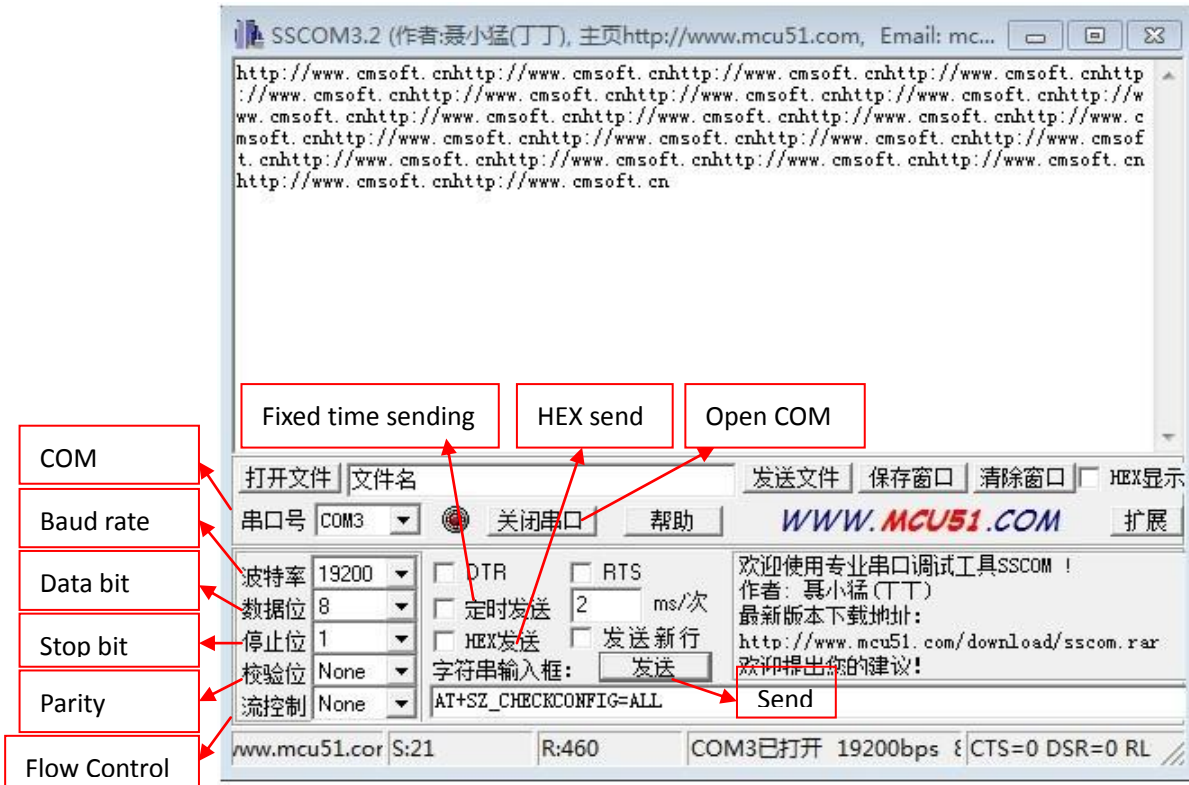 SSCOM3.2 (作者:聂小猛(丁丁), 主页http://www.mcu51.com, Email: mc...
http://www.cmsoft.cnhttp://www.cmsoft.cnhttp://www.cmsoft.cnhttp://www.cmsoft.cnhttp
://www.cmsoft.cnhttp://www.cmsoft.cnhttp://www.cmsoft.cnhttp://www.cmsoft.cnhttp://w
ww.cmsoft.cnhttp://www.cmsoft.cnhttp://www.cmsoft.cnhttp://www.cmsoft.cnhttp://www.c
msoft.cnhttp://www.cmsoft.cnhttp://www.cmsoft.cnhttp://www.cmsoft.cnhttp://www.cmsof
t.cnhttp://www.cmsoft.cnhttp://www.cmsoft.cnhttp://www.cmsoft.cnhttp://www.cmsoft.cn
http://www.cmsoft.cnhttp://www.cmsoft.cn
Fixed time sending
HEX send
Open COM
COM
Baud rate
Data bit
Stop bit
Parity
Flow Control
打开文件 文件名 发送文件 保存窗口 清除窗口 HEX显示
串口号 COM3 关闭串口 帮助 WWW.MCU51.COM 扩展
波特率 19200 DTR RTS
数据位 8 定时发送 2 ms/次
停止位 1 HEX发送 发送新行
校验位 None 字符串输入框: 发送
流控制 None AT+SZ_CHECKCONFIG=ALL
欢迎使用专业串口调试工具SSCOM !
作者: 聂小猛(丁丁)
最新版本下载地址:
http://www.mcu51.com/download/sscom.rar
欢迎提出您的建议!
Send
www.mcu51.cor S:21 R:460 COM3已打开 19200bps 8 CTS=0 DSR=0 RL